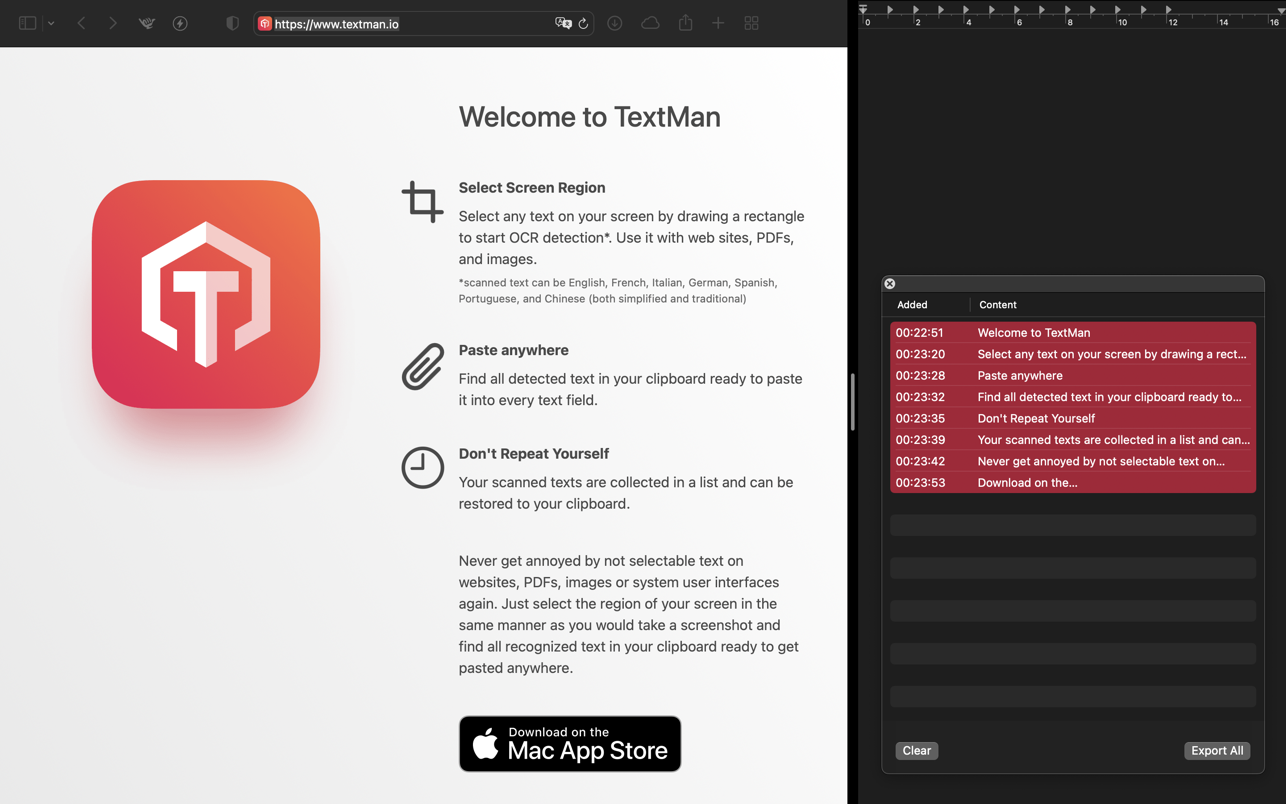 https://www.textman.io
0 2 4 6 8 10 12 14 16
Welcome to TextMan
Select Screen Region
Select any text on your screen by drawing a rectangle
to start OCR detection*. Use it with web sites, PDFs,
and images.
*scanned text can be English, French, Italian, German, Spanish,
Portuguese, and Chinese (both simplified and traditional)
Paste anywhere
Find all detected text in your clipboard ready to paste
it into every text field.
Don't Repeat Yourself
Your scanned texts are collected in a list and can be
restored to your clipboard.
Never get annoyed by not selectable text on
websites, PDFs, images or system user interfaces
again. Just select the region of your screen in the
same manner as you would take a screenshot and
find all recognized text in your clipboard ready to get
pasted anywhere.
Download on the
Mac App Store
Added Content
00:22:51 Welcome to TextMan
00:23:20 Select any text on your screen by drawing a rect...
00:23:28 Paste anywhere
00:23:32 Find all detected text in your clipboard ready to...
00:23:35 Don't Repeat Yourself
00:23:39 Your scanned texts are collected in a list and can...
00:23:42 Never get annoyed by not selectable text on...
00:23:53 Download on the...
Clear Export All